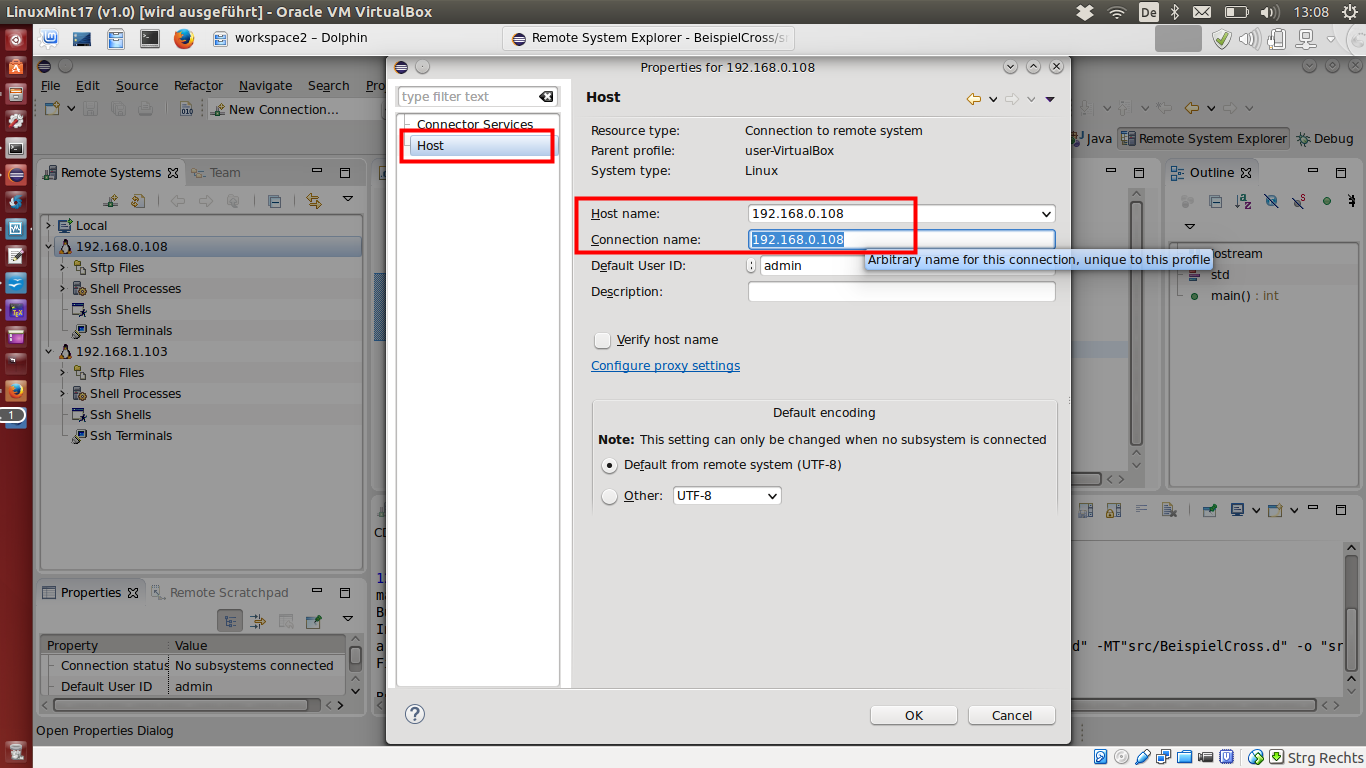 LinuxMint17 (v1.0) [wird ausgeführt] - Oracle VM VirtualBox
De
13:08
workspace2 – Dolphin
Remote System Explorer - BeispielCross/s
Properties for 192.168.0.108
File Edit Source Refactor Navigate Search
New Connection...
Java
Remote System Explorer
Debug
Remote Systems
Team
Local
192.168.0.108
Sftp Files
Shell Processes
Ssh Shells
Ssh Terminals
192.168.1.103
Sftp Files
Shell Processes
Ssh Shells
Ssh Terminals
type filter text
Connector Services
Host
Host
Resource type: Connection to remote system
Parent profile: user-VirtualBox
System type: Linux
Host name: 192.168.0.108
Connection name: 192.168.0.108
Arbitrary name for this connection, unique to this profile
Default User ID: admin
Description:
Verify host name
Configure proxy settings
Default encoding
Note: This setting can only be changed when no subsystem is connected
Default from remote system (UTF-8)
Other: UTF-8
OK
Cancel
Outline
ostream
std
main() : int
Properties
Remote Scratchpad
Property Value
Connection status No subsystems connected
Default User ID admin
d" -MT"src/BeispielCross.d" -o "sr
Open Properties Dialog
1
Strg Rechts